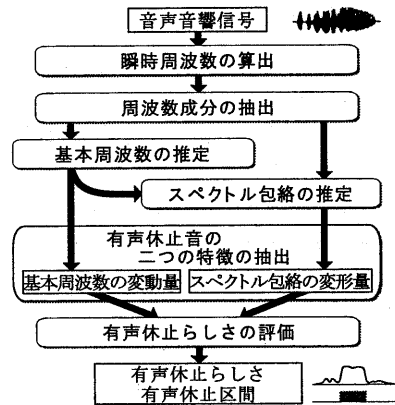 音声音響信号
瞬時周波数の算出
周波数成分の抽出
基本周波数の推定
スペクトル包絡の推定
有声休止音の
二つの特徴の抽出
基本周波数の変動量
スペクトル包絡の変形量
有声休止らしさの評価
有声休止らしさ
有声休止区間